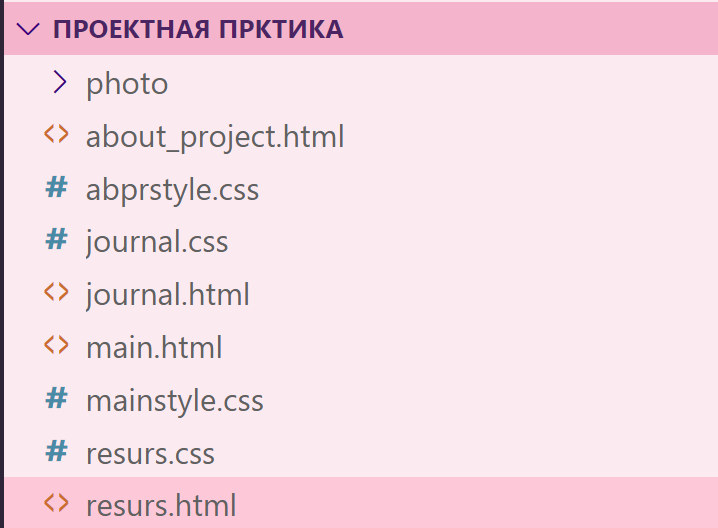 ПРОЕКТНАЯ ПРКТИКА
photo
<> about_project.html
# abprstyle.css
# journal.css
<> journal.html
<> main.html
# mainstyle.css
# resurs.css
<> resurs.html